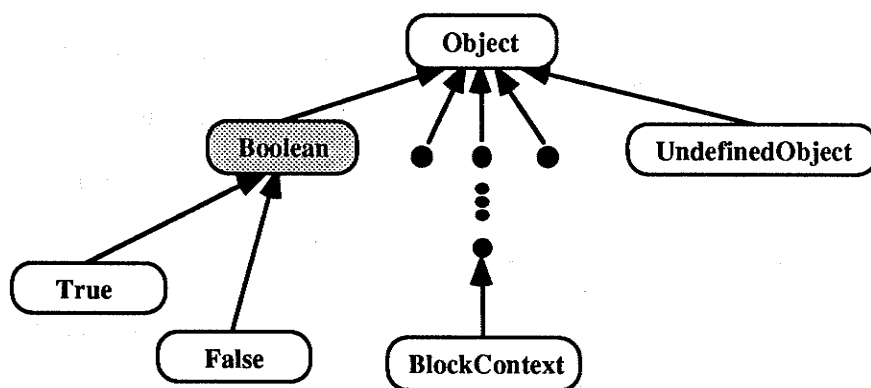 Object
Boolean
UndefinedObject
True
False
BlockContext